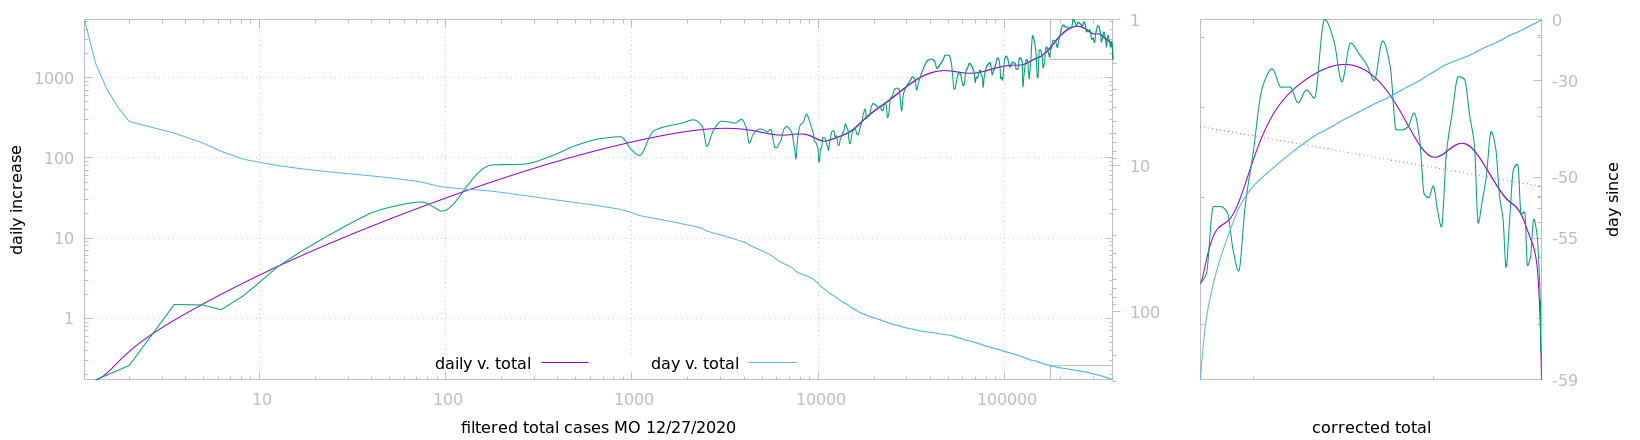 daily increase
1000
100
10
1
10
100
1000
10000
100000
filtered total cases MO 12/27/2020
daily v. total
day v. total
1
10
100
0
-30
-50
-55
-59
day since
corrected total